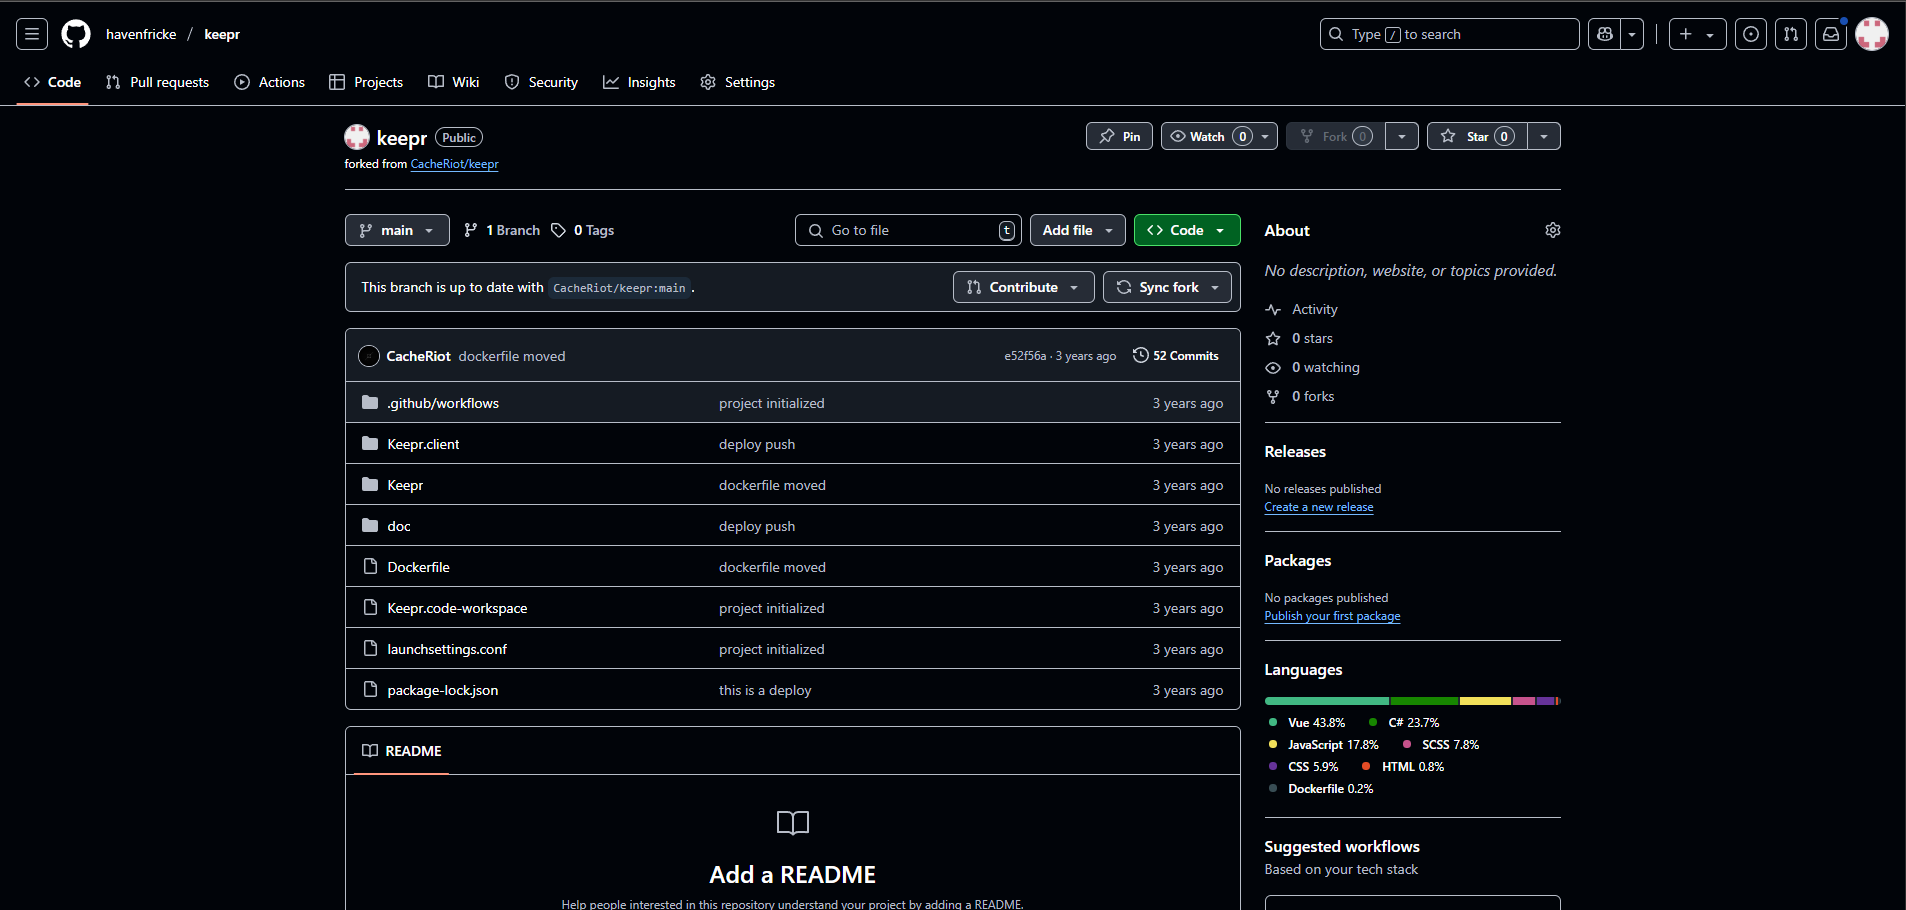 havenfricke / keepr
Type / to search
Code
Pull requests
Actions
Projects
Wiki
Security
Insights
Settings
keepr Public
forked from CacheRiot/keepr
Pin
Watch 0
Fork 0
Star 0
main
1 Branch
0 Tags
Go to file t
Add file
Code
This branch is up to date with CacheRiot/keepr:main .
Contribute
Sync fork
CacheRiot dockerfile moved e52f56a · 3 years ago 52 Commits
.github/workflows project initialized 3 years ago
Keepr.client deploy push 3 years ago
Keepr dockerfile moved 3 years ago
doc deploy push 3 years ago
Dockerfile dockerfile moved 3 years ago
Keepr.code-workspace project initialized 3 years ago
launchsettings.conf project initialized 3 years ago
package-lock.json this is a deploy 3 years ago
README
Add a README
Help people interested in this repository understand your project by adding a README.
About
No description, website, or topics provided.
Activity
0 stars
0 watching
0 forks
Releases
No releases published
Create a new release
Packages
No packages published
Publish your first package
Languages
Vue 43.8% C# 23.7%
JavaScript 17.8% SCSS 7.8%
CSS 5.9% HTML 0.8%
Dockerfile 0.2%
Suggested workflows
Based on your tech stack